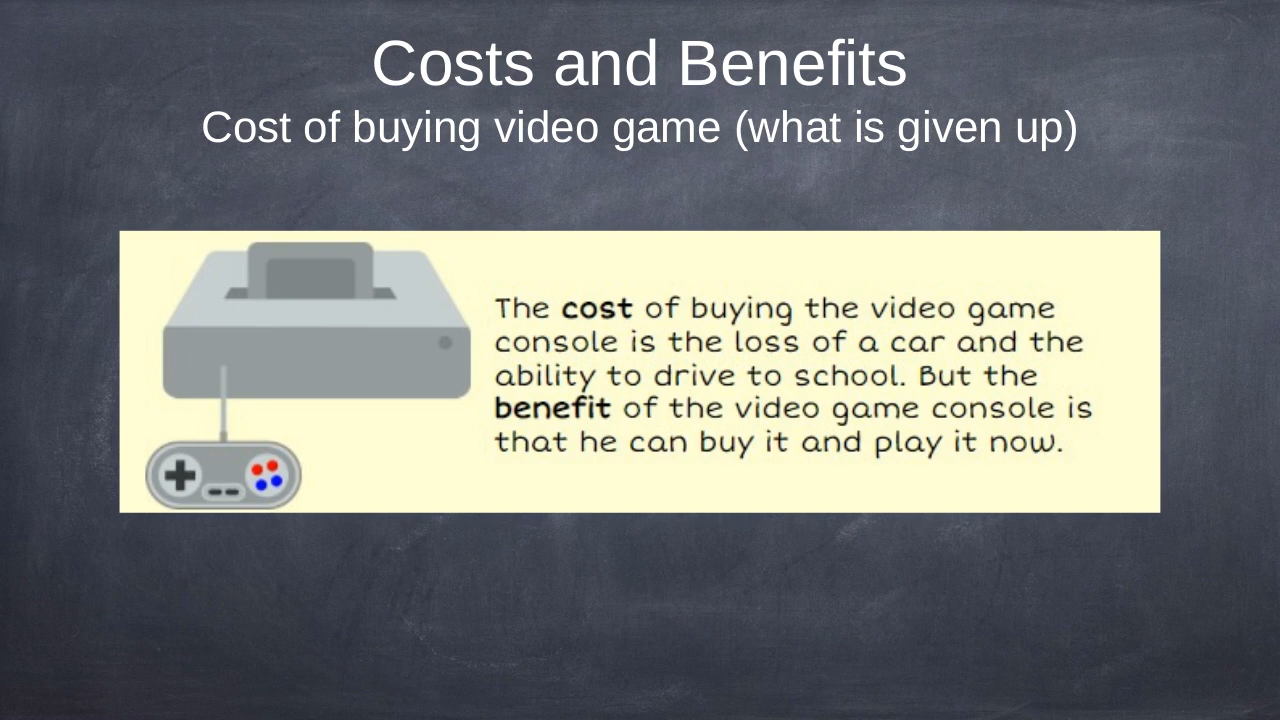 Costs and Benefits
Cost of buying video game (what is given up)
The cost of buying the video game
console is the loss of a car and the
ability to drive to school. But the
benefit of the video game console is
that he can buy it and play it now.